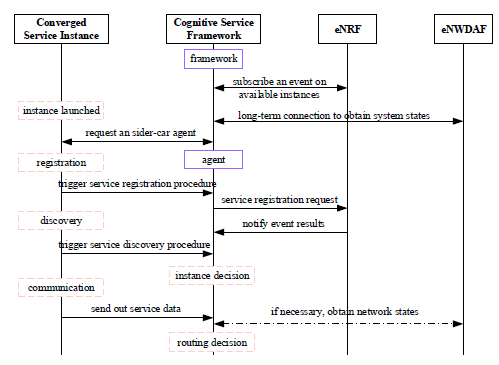 Converged
Service Instance
Cognitive Service
Framework
eNRF
eNWDAF
framework
subscribe an event on
available instances
instance launched
long-term connection to obtain system states
request an sider-car agent
registration
agent
trigger service registration procedure
service registration request
discovery
notify event results
trigger service discovery procedure
instance decision
communication
send out service data
if necessary, obtain network states
routing decision